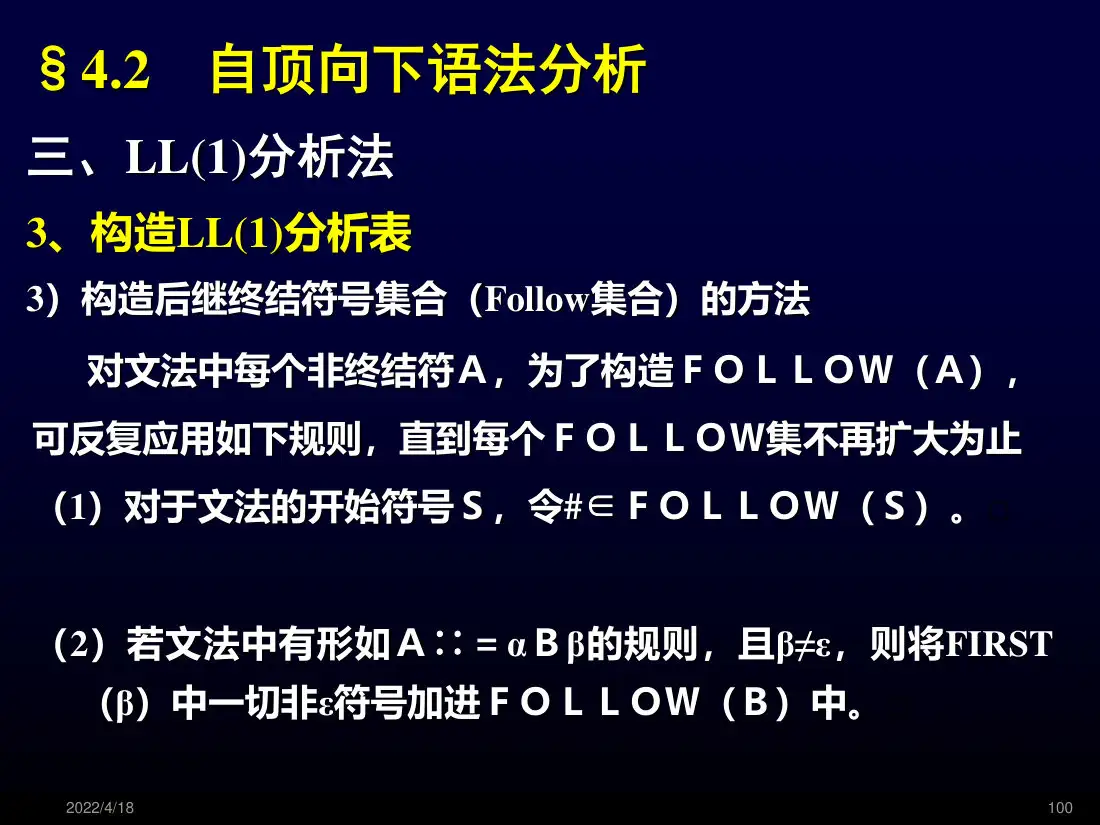 §4.2 自顶向下语法分析
三、LL(1)分析法
3、构造LL(1)分析表
3）构造后继终结符号集合（Follow集合）的方法
对文法中每个非终结符Ａ，为了构造ＦＯＬＬＯＷ（Ａ），
可反复应用如下规则，直到每个ＦＯＬＬＯＷ集不再扩大为止
（1）对于文法的开始符号Ｓ，令#∈ＦＯＬＬＯＷ（Ｓ）。
（2）若文法中有形如Ａ∷＝αＢβ的规则，且β≠ε，则将FIRST
（β）中一切非ε符号加进ＦＯＬＬＯＷ（Ｂ）中。
2022/4/18
100